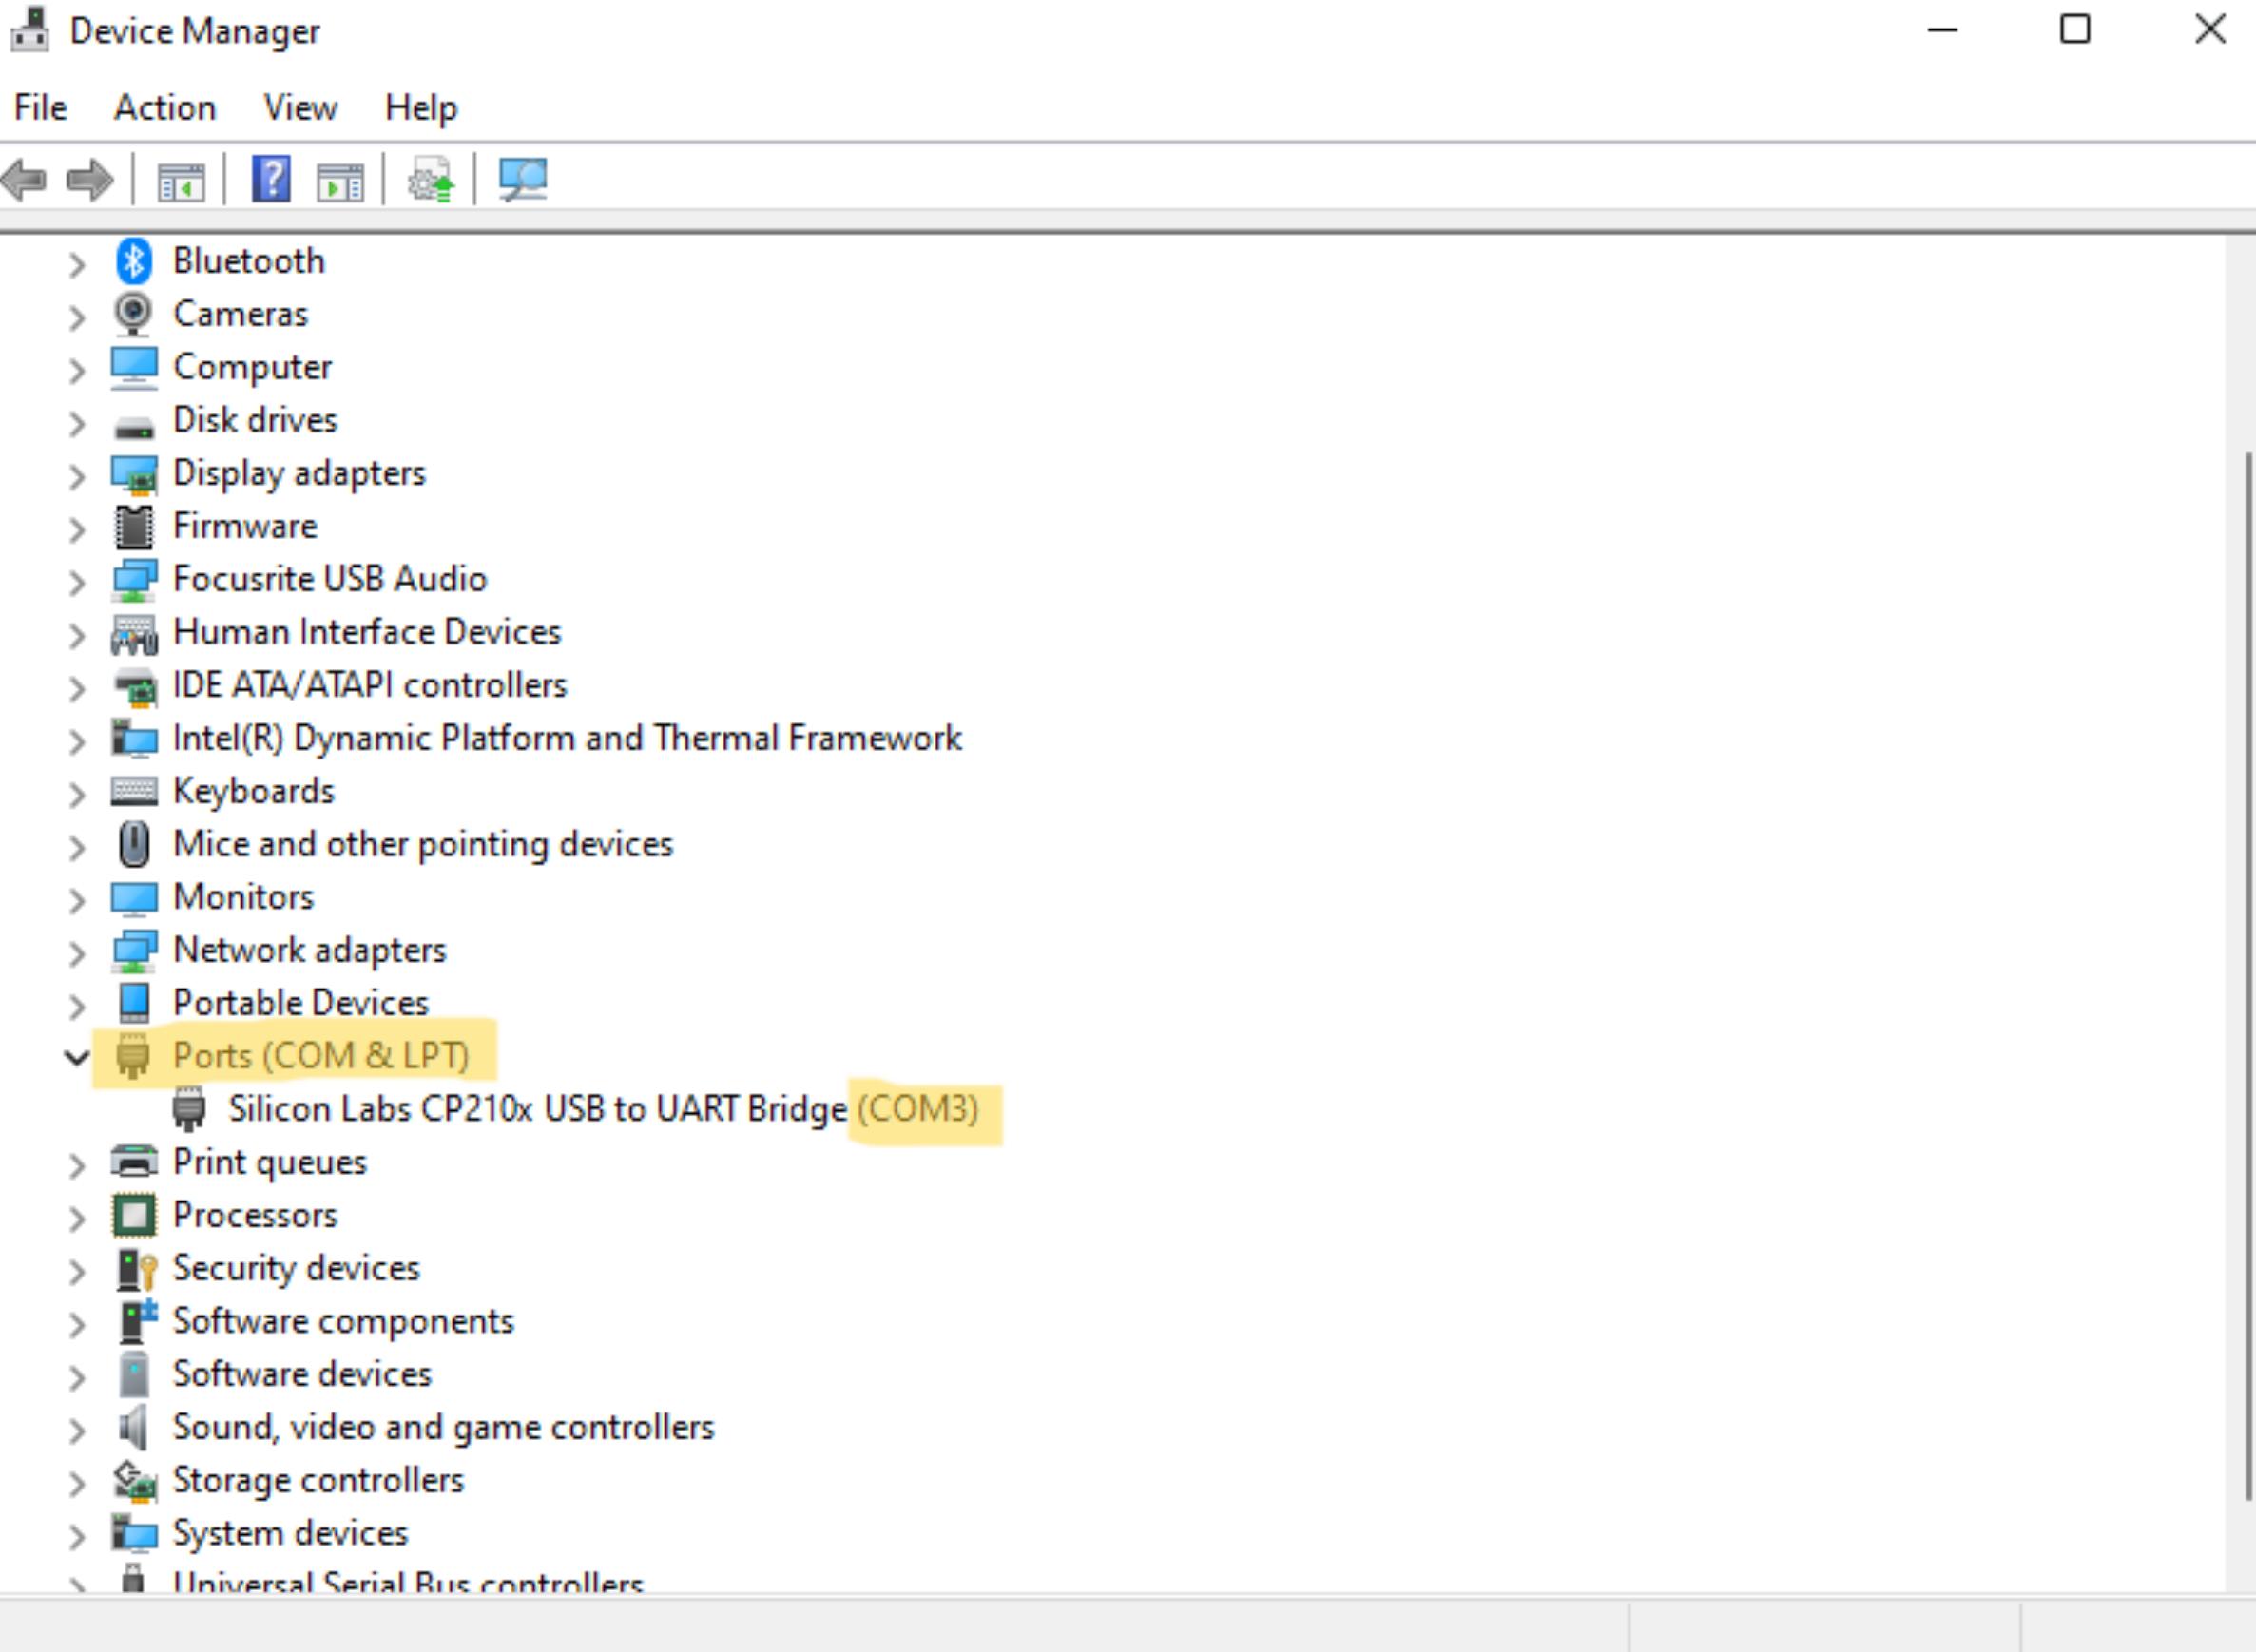 Device Manager
File Action View Help
Bluetooth
Cameras
Computer
Disk drives
Display adapters
Firmware
Focusrite USB Audio
Human Interface Devices
IDE ATA/ATAPI controllers
Intel(R) Dynamic Platform and Thermal Framework
Keyboards
Mice and other pointing devices
Monitors
Network adapters
Portable Devices
Ports (COM & LPT)
Silicon Labs CP210x USB to UART Bridge (COM3)
Print queues
Processors
Security devices
Software components
Software devices
Sound, video and game controllers
Storage controllers
System devices
Universal Serial Bus controllers